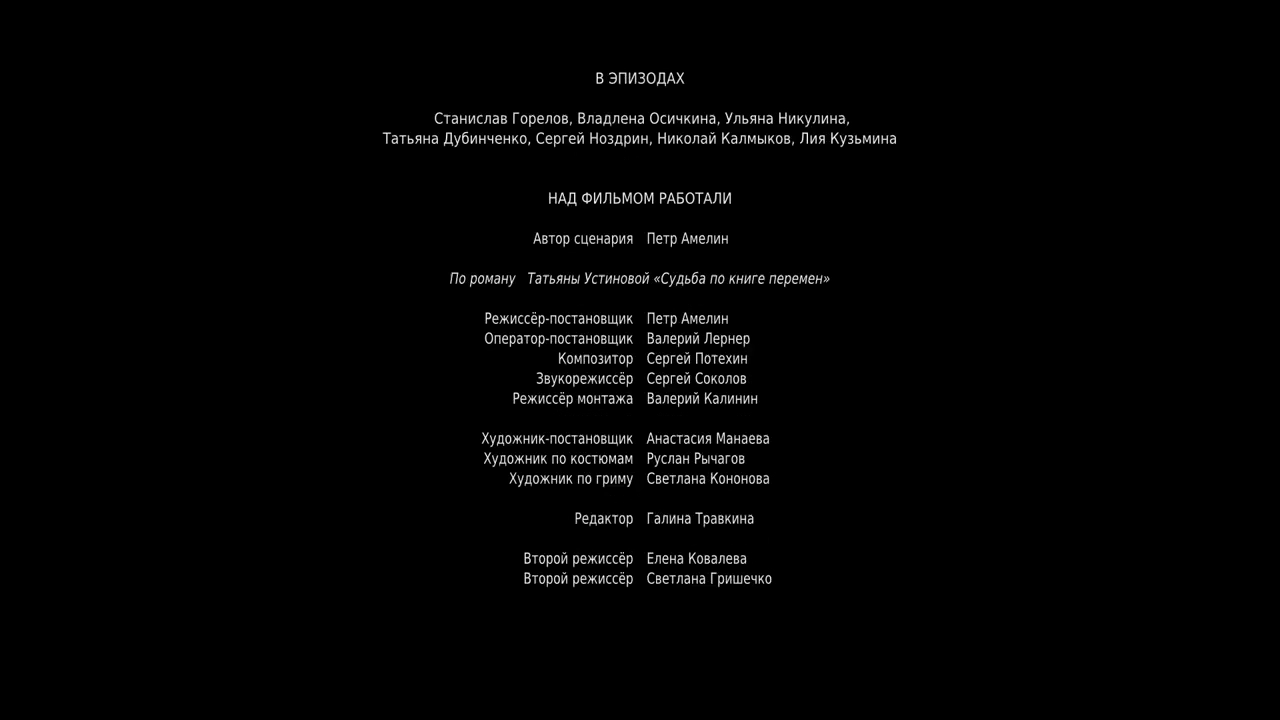 В ЭПИЗОДАХ
Станислав Горелов, Владлена Осичкина, Ульяна Никулина,
Татьяна Дубинченко, Сергей Ноздрин, Николай Калмыков, Лия Кузьмина
НАД ФИЛЬМОМ РАБОТАЛИ
Автор сценария Петр Амелин
По роману Татьяны Устиновой «Судьба по книге перемен»
Режиссёр-постановщик Петр Амелин
Оператор-постановщик Валерий Лернер
Композитор Сергей Потехин
Звукорежиссёр Сергей Соколов
Режиссёр монтажа Валерий Калинин
Художник-постановщик Анастасия Манаева
Художник по костюмам Руслан Рычагов
Художник по гриму Светлана Кононова
Редактор Галина Травкина
Второй режиссёр Елена Ковалева
Второй режиссёр Светлана Гришечко